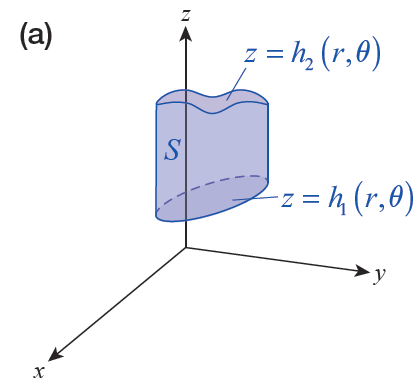 (a)
z
z = h₂(r,θ)
S
z = h₁(r,θ)
y
x